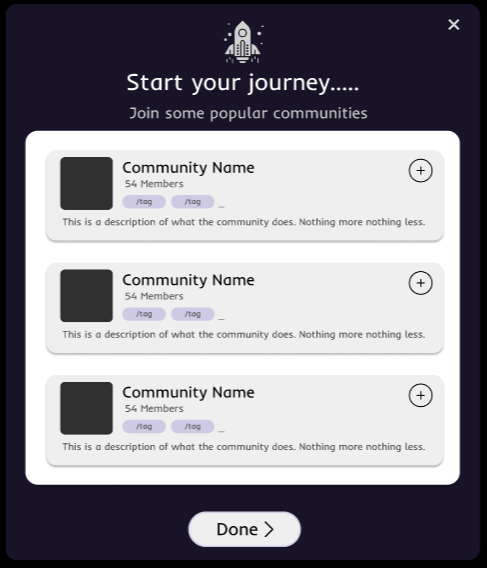 Start your journey.....
Join some popular communities
Community Name
54 Members
/tag /tag _
This is a description of what the community does. Nothing more nothing less.
Community Name
54 Members
/tag /tag _
This is a description of what the community does. Nothing more nothing less.
Community Name
54 Members
/tag /tag _
This is a description of what the community does. Nothing more nothing less.
Done >